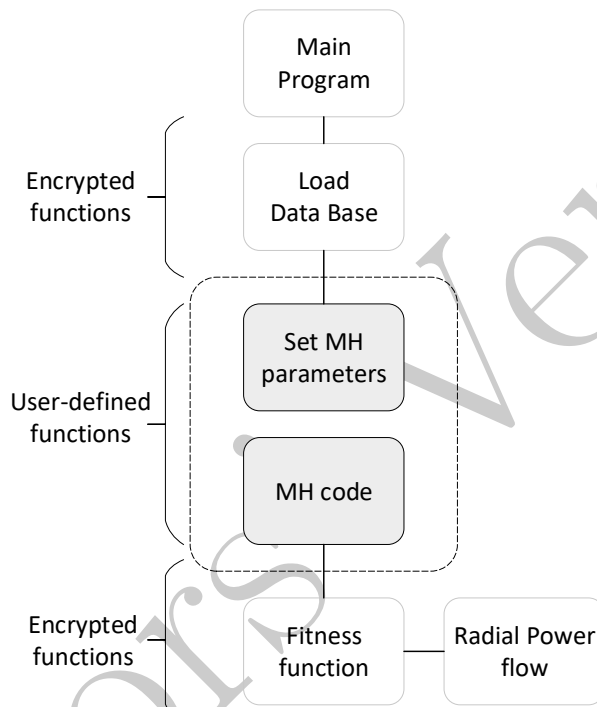 Main
Program
Encrypted
functions
Load
Data Base
Set MH
parameters
User-defined
functions
MH code
Encrypted
functions
Fitness
function
Radial Power
flow